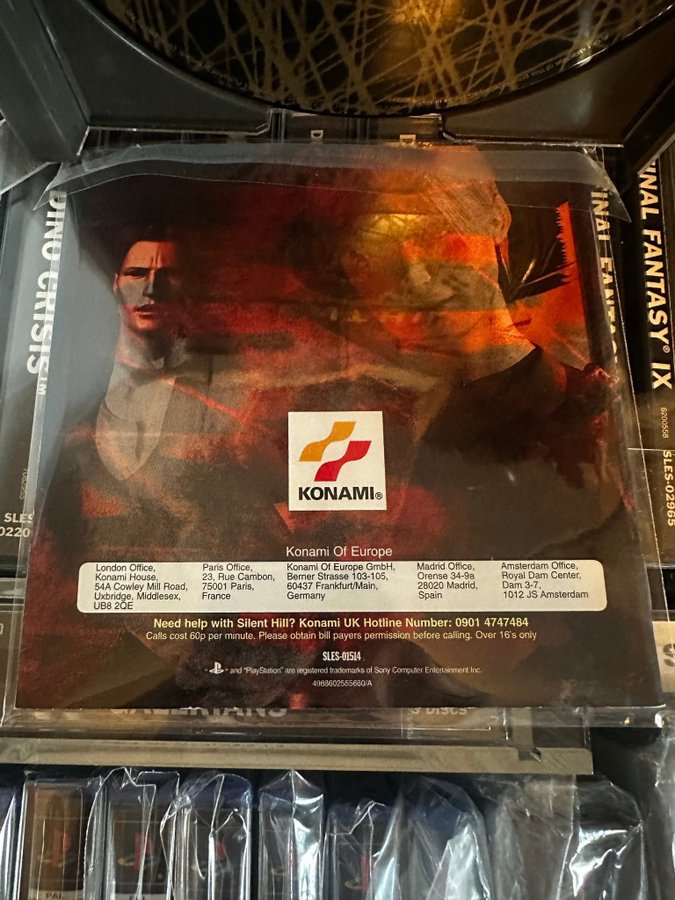 DINO CRISIS™
FINAL FANTASY® IX
SLES-02965
KONAMI®
Konami Of Europe
London Office,
Konami House,
54A Cowley Mill Road,
Uxbridge, Middlesex,
UB8 2QE
Paris Office,
23, Rue Cambon,
75001 Paris,
France
Konami Of Europe GmbH,
Berner Strasse 103-105,
60437 Frankfurt/Main,
Germany
Madrid Office,
Orense 34-9a
28020 Madrid,
Spain
Amsterdam Office,
Royal Dam Center,
Dam 3-7,
1012 JS Amsterdam
Need help with Silent Hill? Konami UK Hotline Number: 0901 4747484
Calls cost 60p per minute. Please obtain bill payers permission before calling. Over 16's only
SLES-01514
and "PlayStation" are registered trademarks of Sony Computer Entertainment Inc.
4988602555660/A